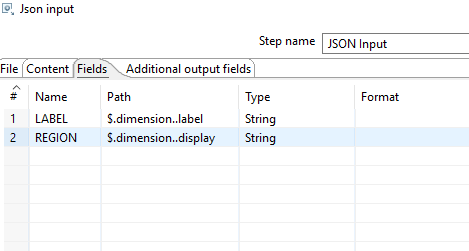 Json input
Step name JSON Input
File Content Fields Additional output fields
# Name Path Type Format
1 LABEL $.dimension..label String
2 REGION $.dimension..display String